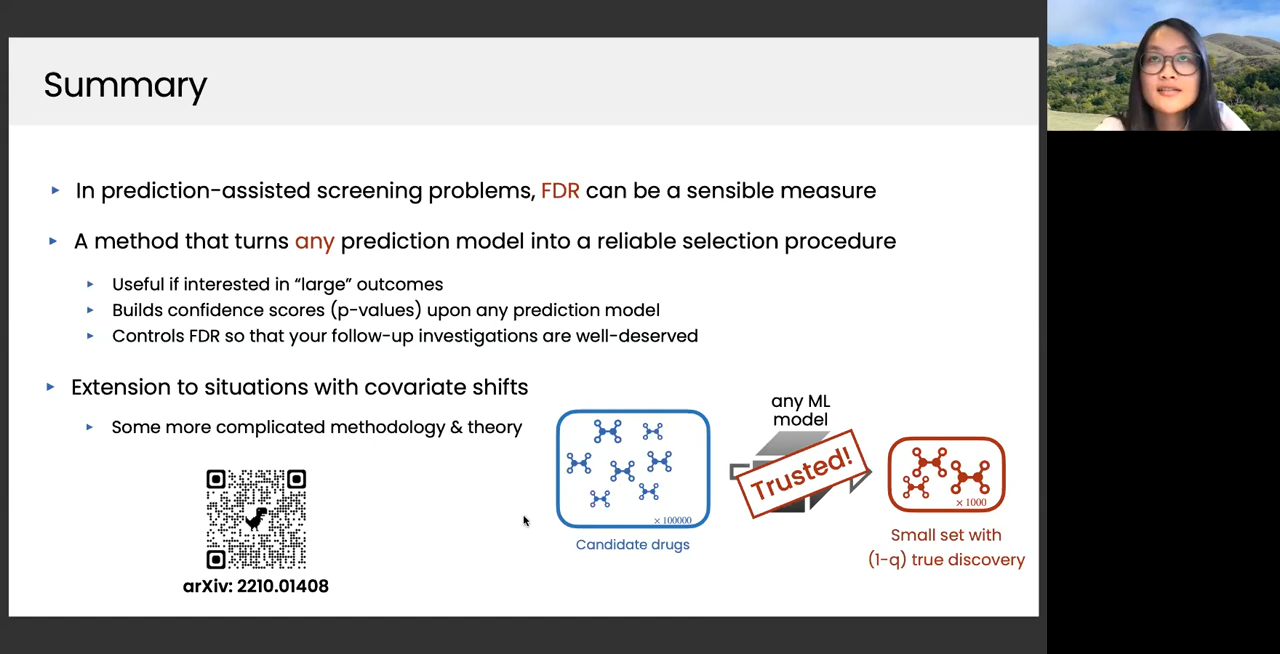 Summary
In prediction-assisted screening problems, FDR can be a sensible measure
A method that turns any prediction model into a reliable selection procedure
Useful if interested in “large” outcomes
Builds confidence scores (p-values) upon any prediction model
Controls FDR so that your follow-up investigations are well-deserved
Extension to situations with covariate shifts
Some more complicated methodology & theory
arXiv: 2210.01408
× 100000
Candidate drugs
any ML
model
Trusted!
× 1000
Small set with
(1-q) true discovery